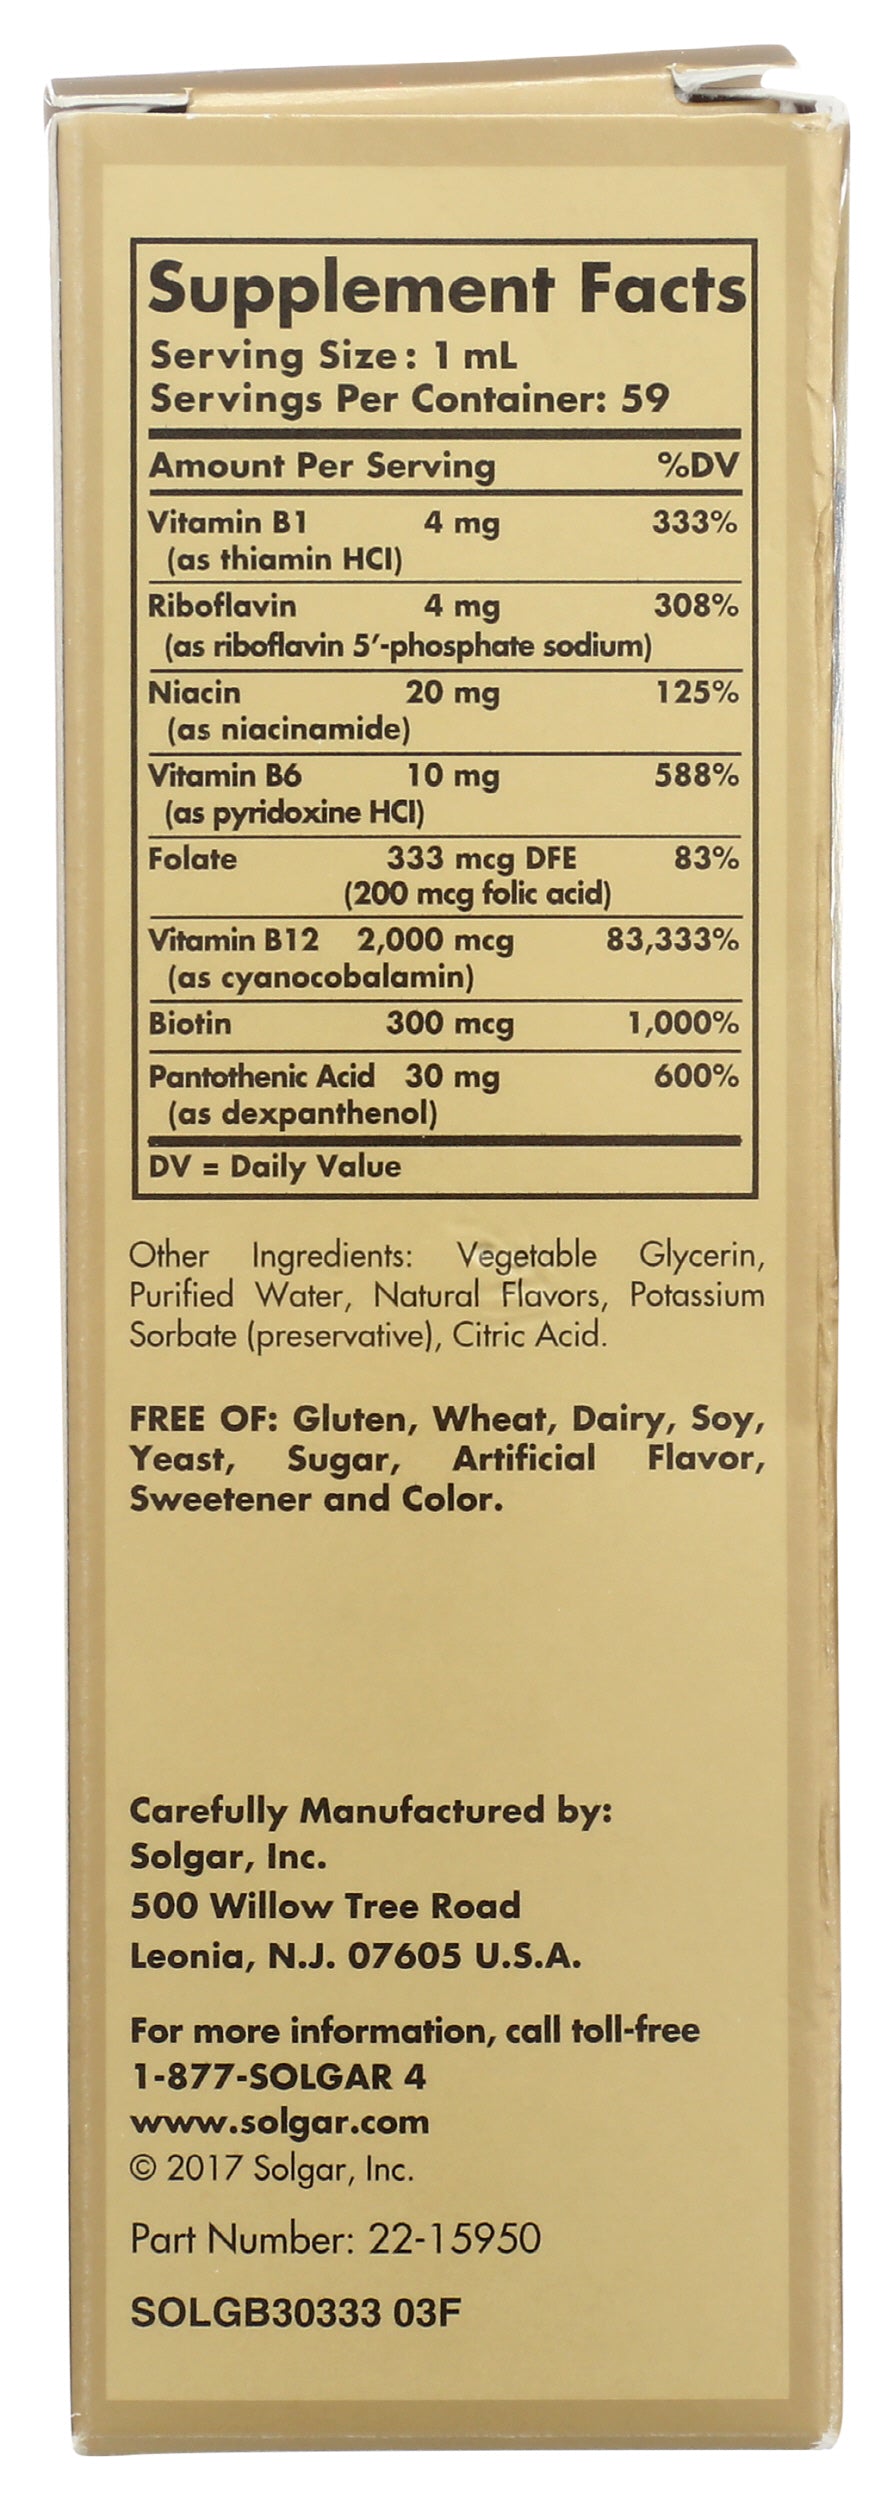 Supplement Facts
Serving Size: 1 mL
Servings Per Container: 59
Amount Per Serving %DV
Vitamin B1 4 mg 333%
(as thiamin HCl)
Riboflavin 4 mg 308%
(as riboflavin 5′-phosphate sodium)
Niacin 20 mg 125%
(as niacinamide)
Vitamin B6 10 mg 588%
(as pyridoxine HCl)
Folate 333 mcg DFE 83%
(200 mcg folic acid)
Vitamin B12 2,000 mcg 83,333%
(as cyanocobalamin)
Biotin 300 mcg 1,000%
Pantothenic Acid 30 mg 600%
(as dexpanthenol)
DV = Daily Value
Other Ingredients: Vegetable Glycerin,
Purified Water, Natural Flavors, Potassium
Sorbate (preservative), Citric Acid.
FREE OF: Gluten, Wheat, Dairy, Soy,
Yeast, Sugar, Artificial Flavor,
Sweetener and Color.
Carefully Manufactured by:
Solgar, Inc.
500 Willow Tree Road
Leonia, N.J. 07605 U.S.A.
For more information, call toll-free
1-877-SOLGAR 4
www.solgar.com
© 2017 Solgar, Inc.
Part Number: 22-15950
SOLGB30333 03F